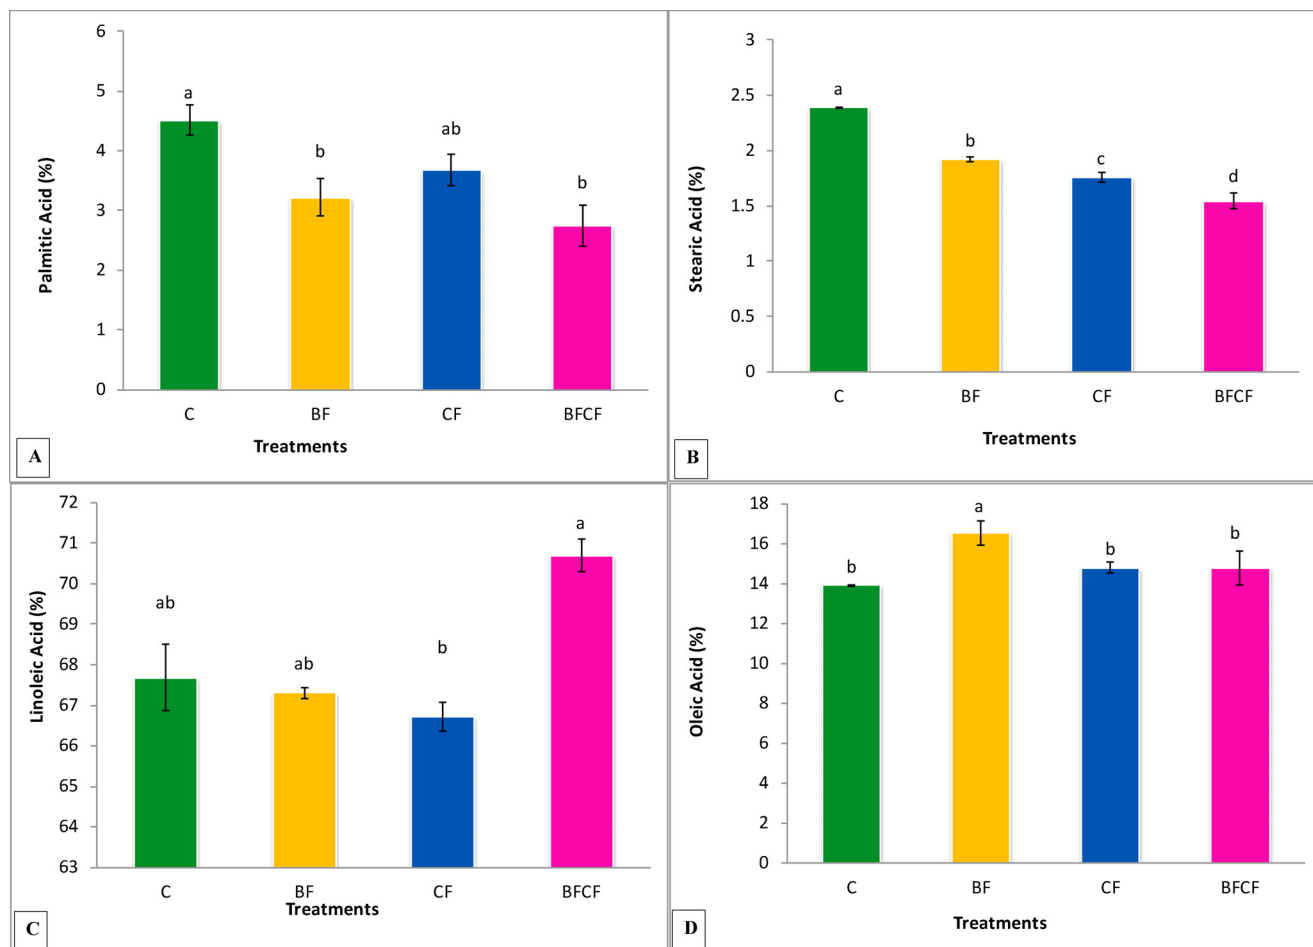 6
5
4
3
2
1
0
Palmitic Acid (%)
a
b
ab
b
C BF CF BFCF
Treatments
A
3
2.5
2
1.5
1
0.5
0
Stearic Acid (%)
a
b
c
d
C BF CF BFCF
Treatments
B
72
71
70
69
68
67
66
65
64
63
Linoleic Acid (%)
ab
ab
b
a
C BF CF BFCF
Treatments
C
18
16
14
12
10
8
6
4
2
0
Oleic Acid (%)
b
a
b
b
C BF CF BFCF
Treatments
D